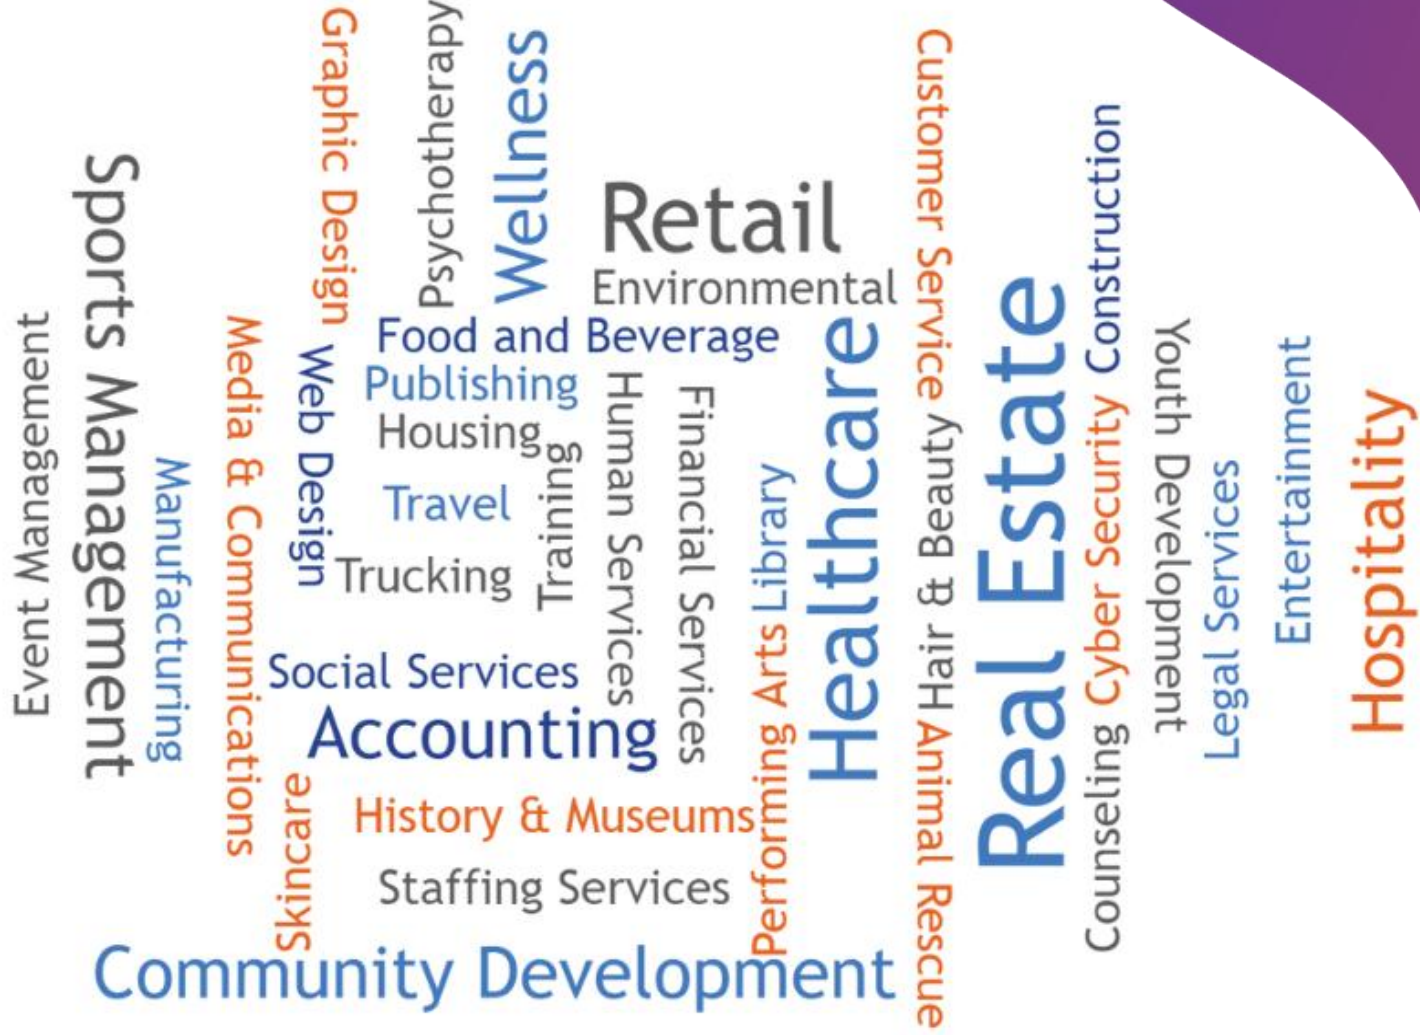 Event Management
Sports Management
Manufacturing
Media & Communications
Graphic Design
Web Design
Psychotherapy
Wellness
Retail
Environmental
Food and Beverage
Publishing
Housing
Travel
Trucking
Training
Human Services
Financial Services
Social Services
Accounting
Skincare
History & Museums
Staffing Services
Community Development
Performing Arts
Library
Healthcare
Customer Service
Hair & Beauty
Animal Rescue
Real Estate
Construction
Cyber Security
Counseling
Youth Development
Legal Services
Entertainment
Hospitality